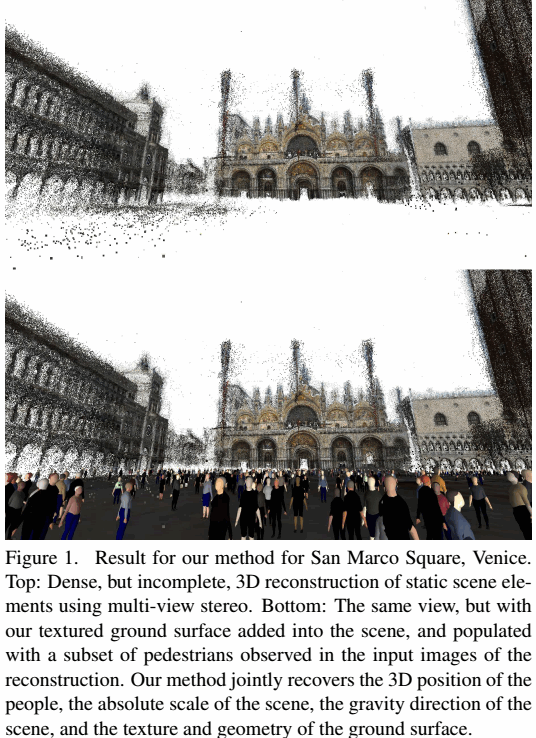 Figure 1. Result for our method for San Marco Square, Venice.
Top: Dense, but incomplete, 3D reconstruction of static scene ele-
ments using multi-view stereo. Bottom: The same view, but with
our textured ground surface added into the scene, and populated
with a subset of pedestrians observed in the input images of the
reconstruction. Our method jointly recovers the 3D position of the
people, the absolute scale of the scene, the gravity direction of the
scene, and the texture and geometry of the ground surface.